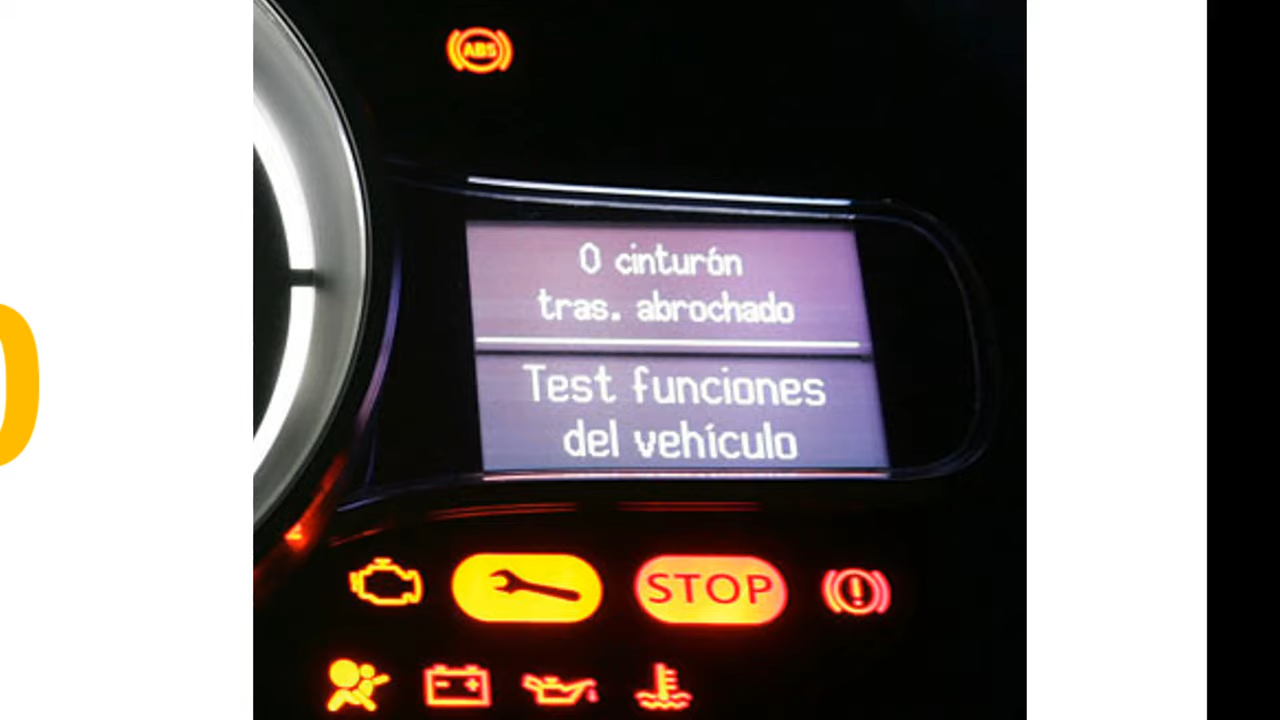 ABS
0 cinturón
tras. abrochado
Test funciones
del vehículo
STOP